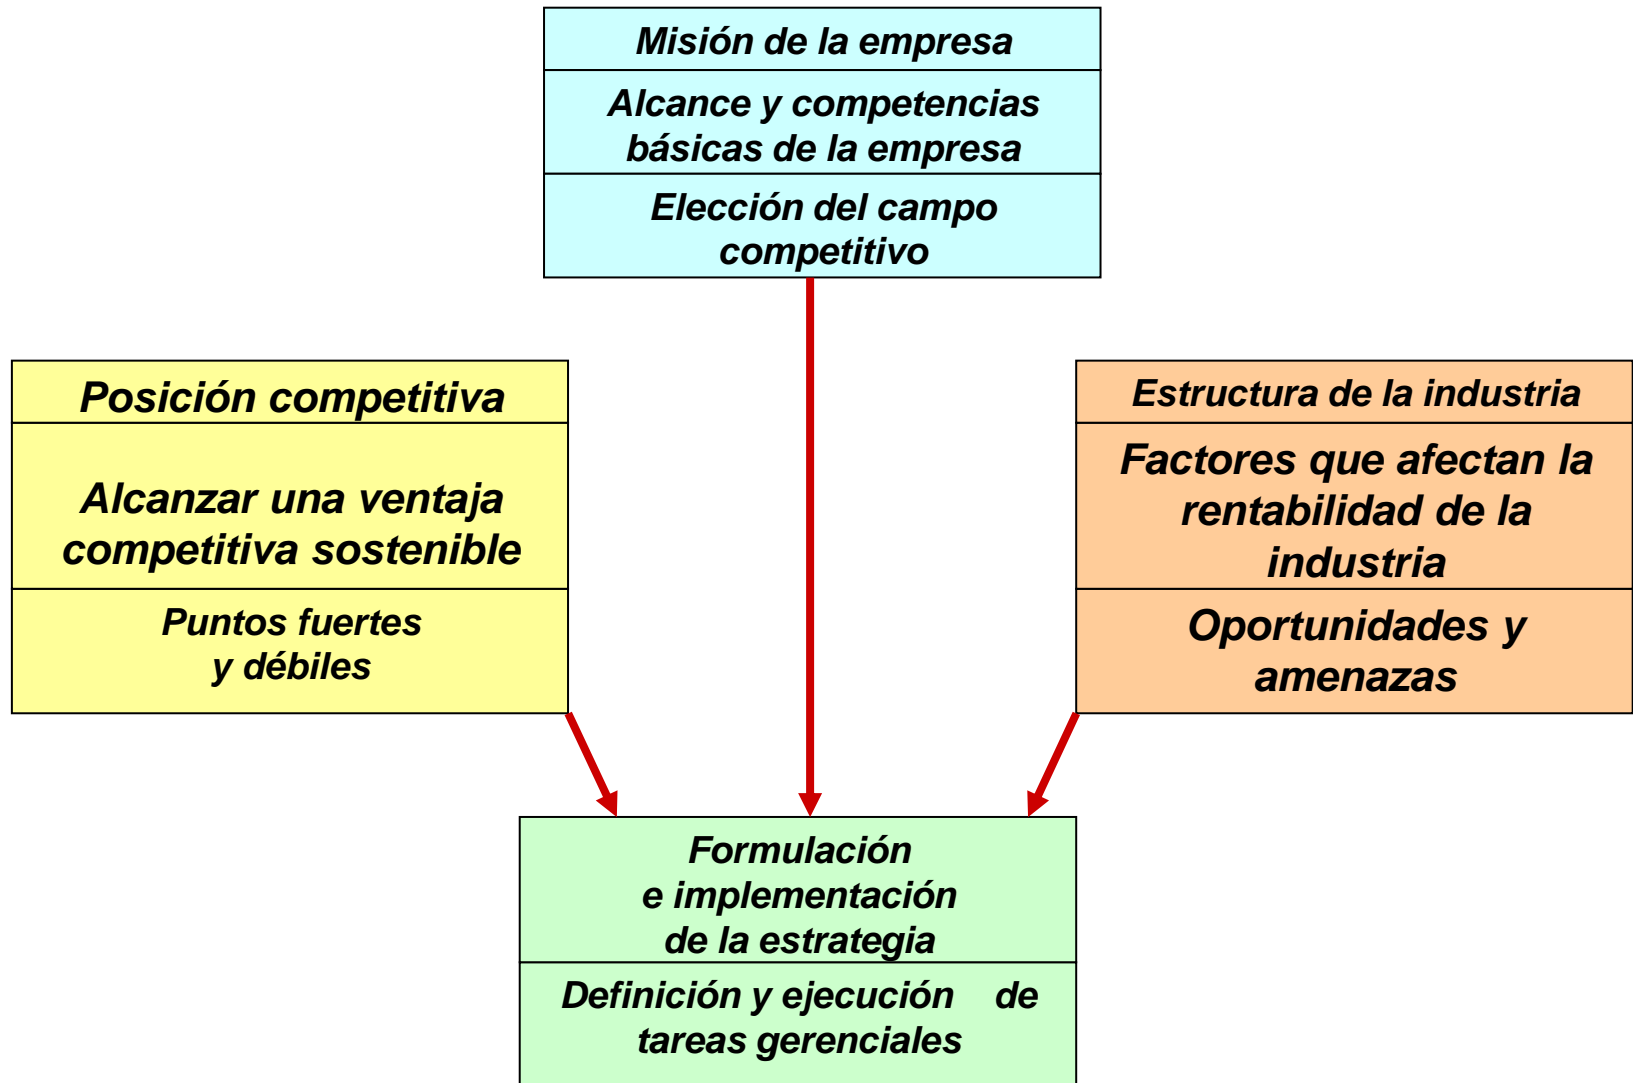 Misión de la empresa
Alcance y competencias
básicas de la empresa
Elección del campo
competitivo
Posición competitiva
Alcanzar una ventaja
competitiva sostenible
Puntos fuertes
y débiles
Estructura de la industria
Factores que afectan la
rentabilidad de la
industria
Oportunidades y
amenazas
Formulación
e implementación
de la estrategia
Definición y ejecución de
tareas gerenciales